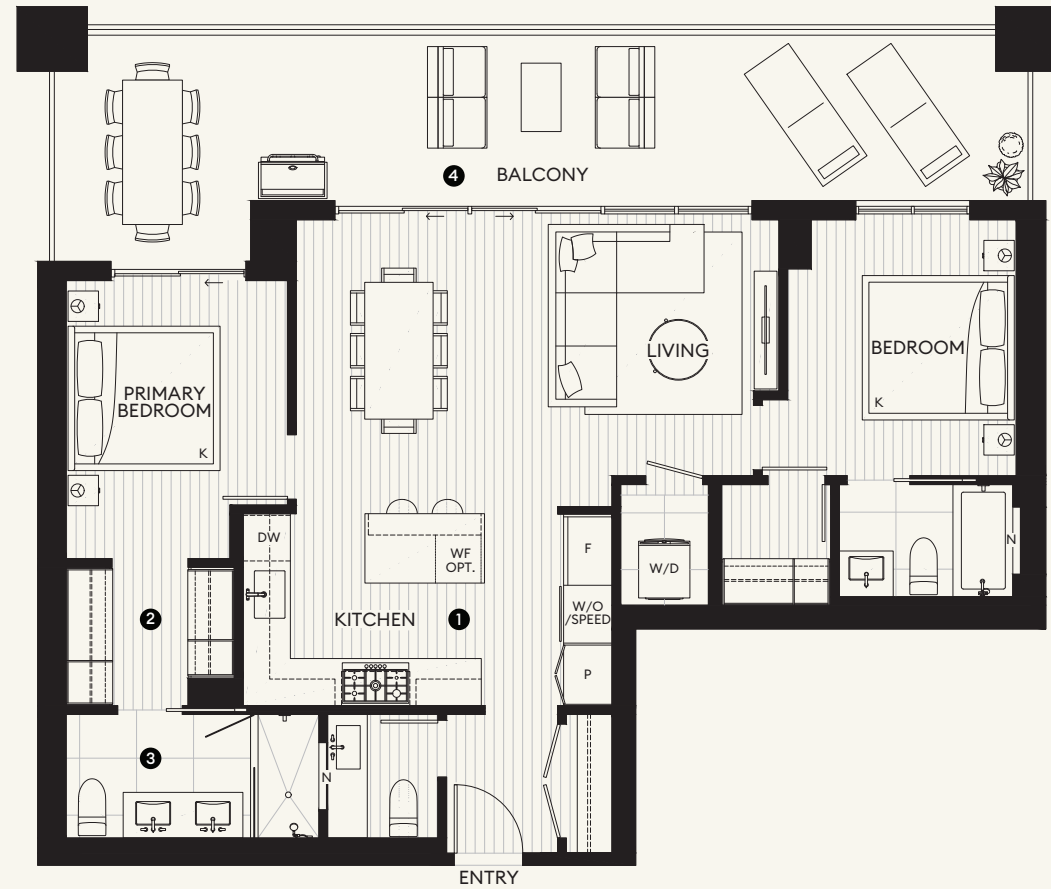 4 BALCONY
LIVING
BEDROOM
K
PRIMARY
BEDROOM
K
DW
WF
OPT.
F
W/D
N
W/O
/SPEED
KITCHEN 1
2
P
3
N
ENTRY